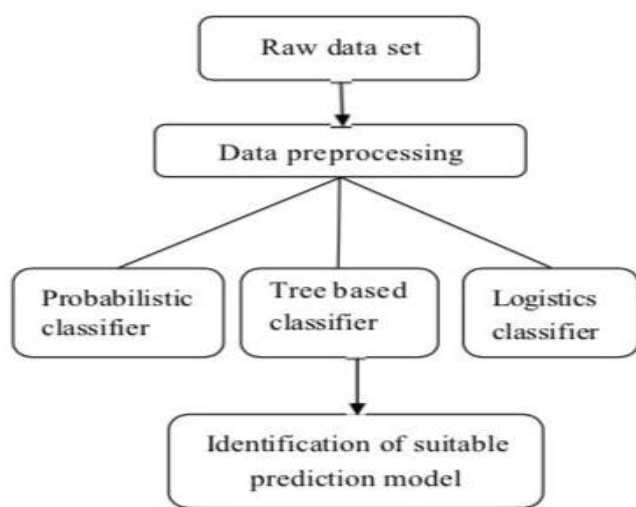 Raw data set
Data preprocessing
Probabilistic
classifier
Tree based
classifier
Logistics
classifier
Identification of suitable
prediction model